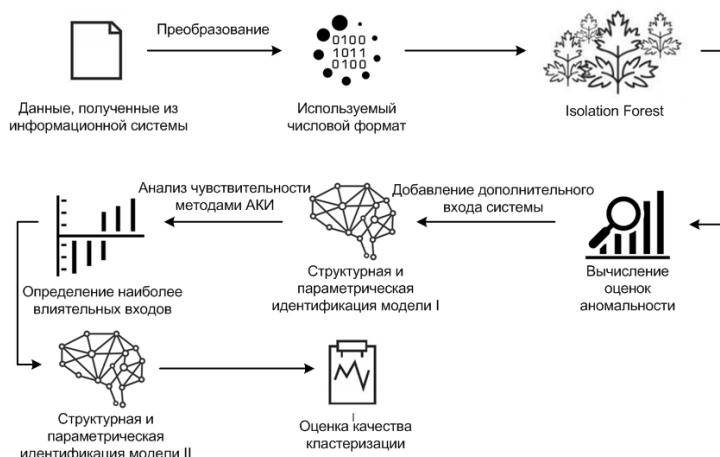 Преобразование
0100
1011
0100
Данные, полученные из
информационной системы
Используемый
числовой формат
Isolation Forest
Анализ чувствительности
методами АКИ
Добавление дополнительного
входа системы
Определение наиболее
влиятельных входов
Структурная и
параметрическая
идентификация модели I
Вычисление
оценок
аномальности
Структурная и
параметрическая
идентификация модели II
Оценка качества
кластеризации